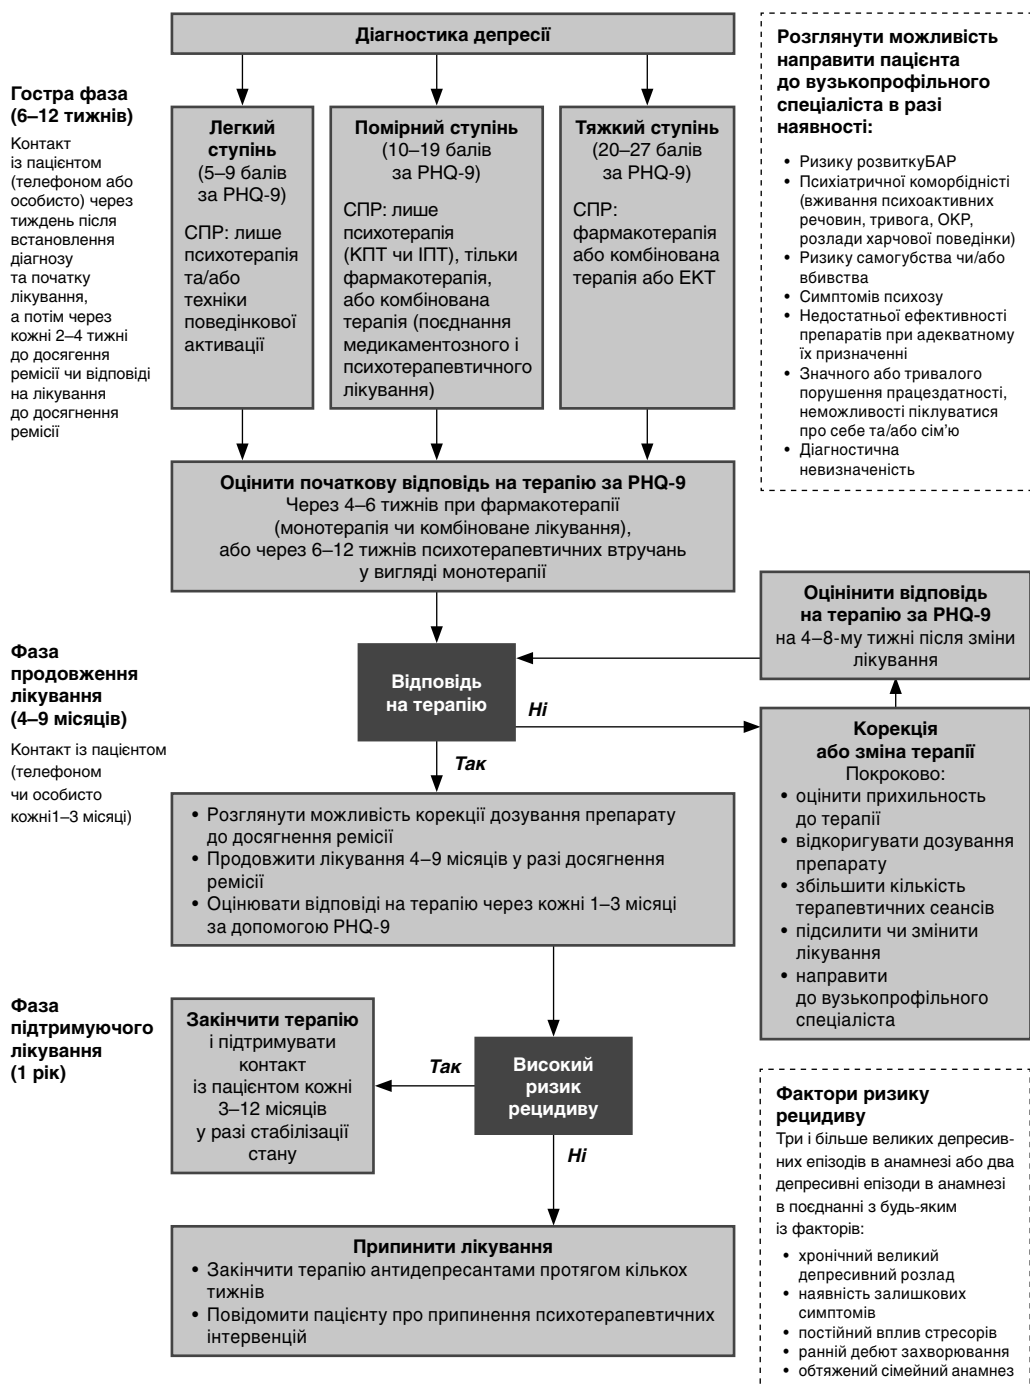 Діагностика депресії
Гостра фаза
(6–12 тижнів)
Контакт
із пацієнтом
(телефоном або
особисто) через
тиждень після
встановлення
діагнозу
та початку
лікування,
а потім через
кожні 2–4 тижні
до досягення
ремісії чи відповіді
на лікування
до досягнення
ремісії
Легкий
ступінь
(5–9 балів
за PHQ-9)
СПР: лише
психотерапія
та/або
техніки
поведінкової
активації
Помірний ступінь
(10–19 балів
за PHQ-9)
СПР: лише
психотерапія
(КПТ чи ІПТ), тільки
фармакотерапія,
або комбінована
терапія (поєднання
медикаментозного і
психотерапевтичного
лікування)
Тяжкий ступінь
(20–27 балів
за PHQ-9)
СПР:
фармакотерапія
або комбінована
терапія або ЕКТ
Розглянути можливість
направити пацієнта
до вузькопрофільного
спеціаліста в разі
наявності:
• Ризику розвиткуБАР
• Психіатричної коморбідністі
(вживання психоактивних
речовин, тривога, ОКР,
розлади харчової поведінки)
• Ризику самогубства чи/або
вбивства
• Симптомів психозу
• Недостатньої ефективності
препаратів при адекватному
їх призначенні
• Значного або тривалого
порушення працездатності,
неможливості піклуватися
про себе та/або сім’ю
• Діагностична
невизначеність
Оцінити початкову відповідь на терапію за PHQ-9
Через 4–6 тижнів при фармакотерапії
(монотерапія чи комбіноване лікування),
або через 6–12 тижнів психотерапевтичних втручань
у вигляді монотерапії
Фаза
продовження
лікування
(4–9 місяців)
Контакт із пацієнтом
(телефоном
чи особисто
кожні1–3 місяці)
Відповідь
на терапію
Ні
Так
Оцінінити відповідь
на терапію за PHQ-9
на 4–8-му тижні після зміни
лікування
Корекція
або зміна терапії
Покроково:
• оцінити прихильність
до терапії
• відкоригувати дозування
препарату
• збільшити кількість
терапевтичних сеансів
• підсилити чи змінити
лікування
• направити
до вузькопрофільного
спеціаліста
• Розглянути можливість корекції дозування препарату
до досягнення ремісії
• Продовжити лікування 4–9 місяців у разі досягнення
ремісії
• Оцінювати відповіді на терапію через кожні 1–3 місяці
за допомогою PHQ-9
Фаза
підтримуючого
лікування
(1 рік)
Закінчити терапію
і підтримувати
контакт
із пацієнтом кожні
3–12 місяців
у разі стабілізації
стану
Так
Високий
ризик
рецидиву
Ні
Припинити лікування
• Закінчити терапію антидепресантами протягом кількох
тижнів
• Повідомити пацієнту про припинення психотерапевтичних
інтервенцій
Фактори ризику
рецидиву
Три і більше великих депресив-
них епізодів в анамнезі або два
депресивні епізоди в анамнезі
в поєднанні з будь-яким
із факторів:
• хронічний великий
депресивний розлад
• наявність залишкових
симптомів
• постійний вплив стресорів
• ранній дебют захворювання
• обтяжений сімейний анамнез